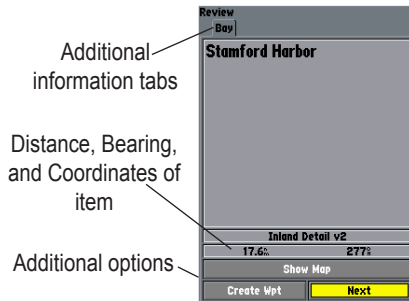 Review
Bay
Additional
information tabs
Stamford Harbor
Distance, Bearing,
and Coordinates of
item
Inland Detail v2
17.6 277
Additional options
Show Map
Create Wpt Next